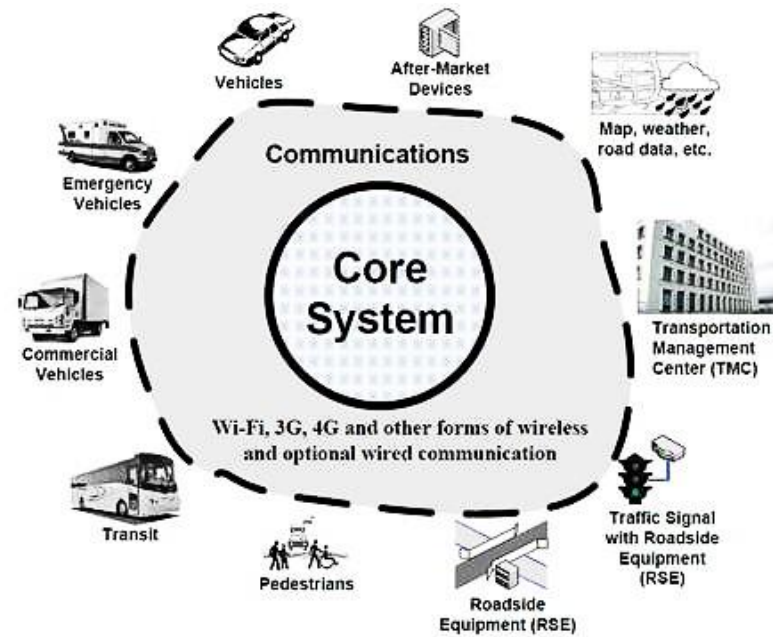 Vehicles
After-Market
Devices
Map, weather,
road data, etc.
Communications
Emergency
Vehicles
Core
System
Transportation
Management
Center (TMC)
Commercial
Vehicles
Wi-Fi, 3G, 4G and other forms of wireless
and optional wired communication
Traffic Signal
with Roadside
Equipment
(RSE)
Transit
Pedestrians
Roadside
Equipment (RSE)